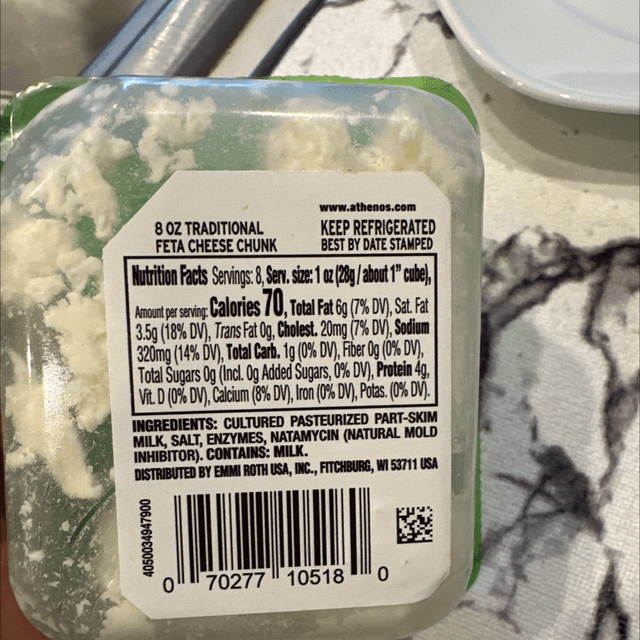 www.athenos.com
8 OZ TRADITIONAL KEEP REFRIGERATED
FETA CHEESE CHUNK BEST BY DATE STAMPED
Nutrition Facts Servings: 8, Serv. size: 1 oz (28g / about 1" cube),
Amount per serving: Calories 70, Total Fat 6g (7% DV), Sat. Fat
3.5g (18% DV), Trans Fat 0g, Cholest. 20mg (7% DV), Sodium
320mg (14% DV), Total Carb. 1g (0% DV), Fiber 0g (0% DV),
Total Sugars 0g (Incl. 0g Added Sugars, 0% DV), Protein 4g,
Vit. D (0% DV), Calcium (8% DV), Iron (0% DV), Potas. (0% DV).
INGREDIENTS: CULTURED PASTEURIZED PART-SKIM
MILK, SALT, ENZYMES, NATAMYCIN (NATURAL MOLD
INHIBITOR). CONTAINS: MILK.
DISTRIBUTED BY EMMI ROTH USA, INC., FITCHBURG, WI 53711 USA
4050034947900
0 70277 10518 0